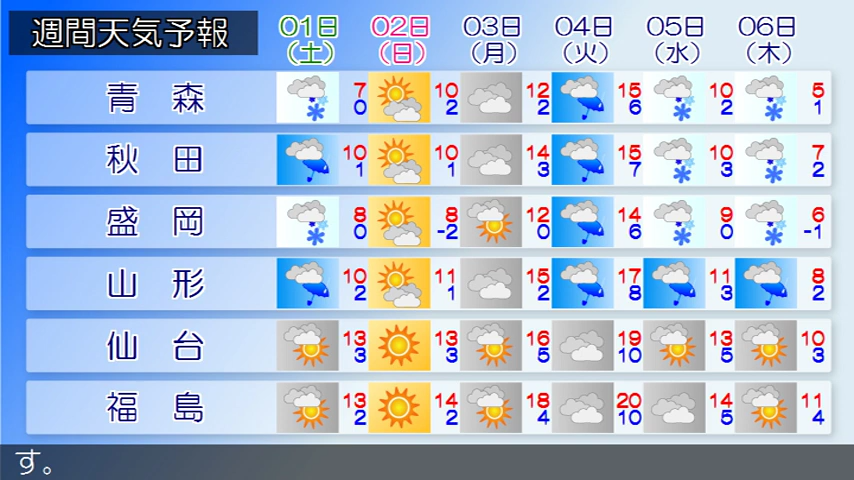 週間天気予報 01日 02日 03日 04日 05日 06日
（土） （日） （月） （火） （水） （木）
青森 7 0 10 2 12 2 15 6 10 2 5 1
秋田 10 1 10 1 14 3 15 7 10 3 7 2
盛岡 8 0 8 -2 12 0 14 6 9 0 6 -1
山形 10 2 11 1 15 2 17 8 11 3 8 2
仙台 13 3 13 3 16 5 19 10 13 5 10 3
福島 13 2 14 2 18 4 20 10 14 5 11 4
す。